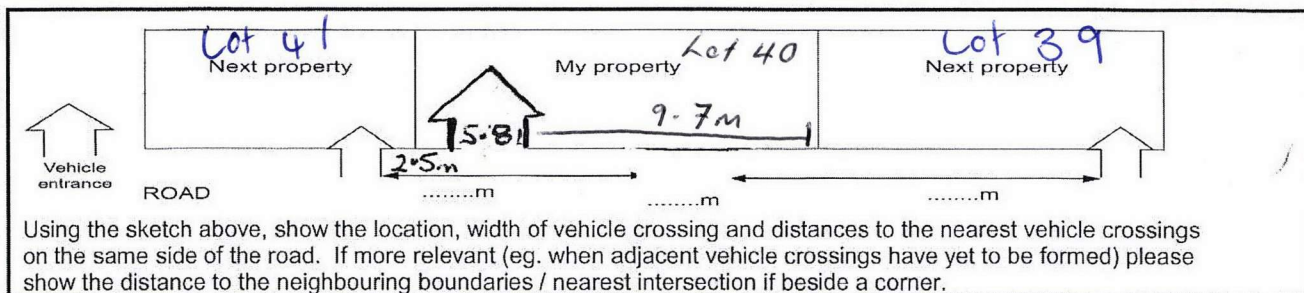 Lot 41
Next property
My property
Lot 40
Lot 39
Next property
9.7m
5.81
2.5m
Vehicle
entrance
ROAD
........m
........m
........m
Using the sketch above, show the location, width of vehicle crossing and distances to the nearest vehicle crossings
on the same side of the road. If more relevant (eg. when adjacent vehicle crossings have yet to be formed) please
show the distance to the neighbouring boundaries / nearest intersection if beside a corner.